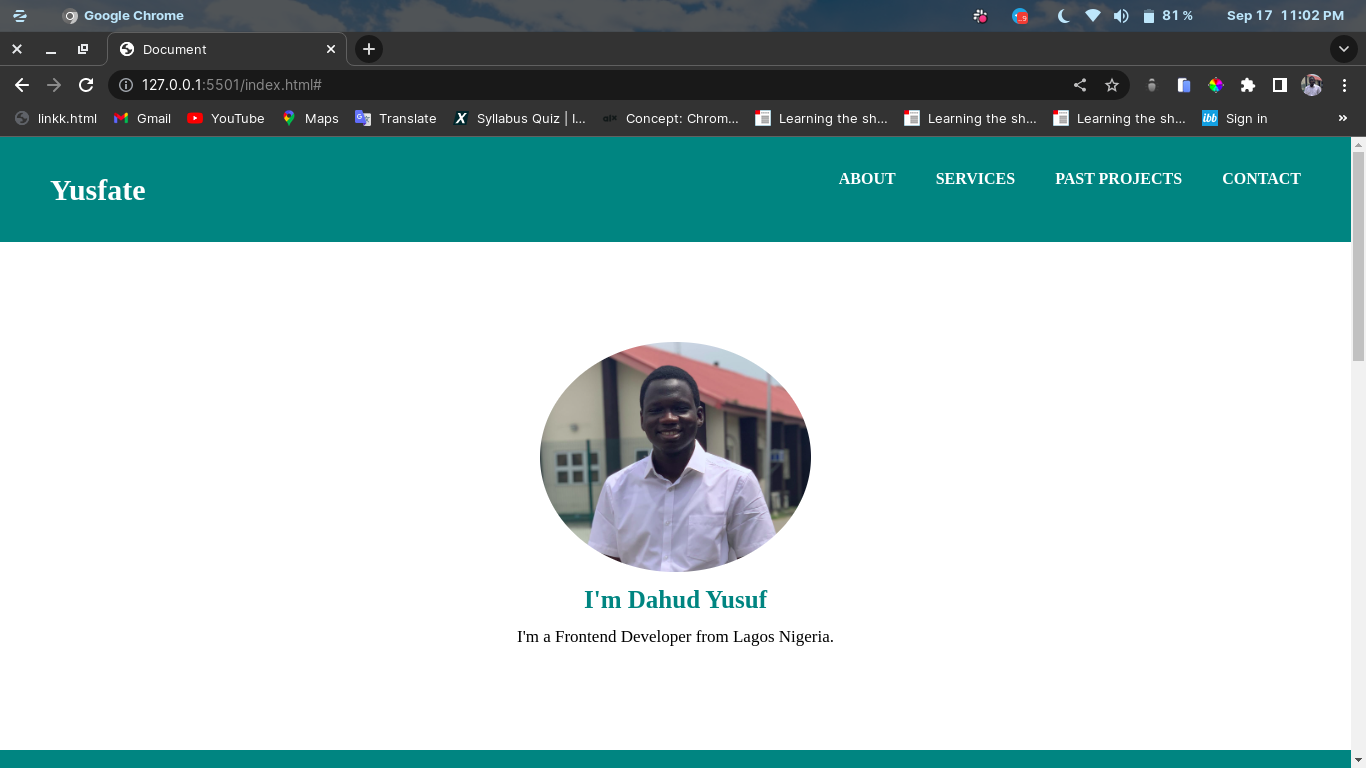 Google Chrome
81 %
Sep 17 11:02 PM
Document
127.0.0.1:5501/index.html#
linkk.html
Gmail
YouTube
Maps
Translate
Syllabus Quiz | I...
Concept: Chrom...
Learning the sh...
Learning the sh...
Learning the sh...
ibb
Sign in
Yusfate
ABOUT
SERVICES
PAST PROJECTS
CONTACT
I'm Dahud Yusuf
I'm a Frontend Developer from Lagos Nigeria.